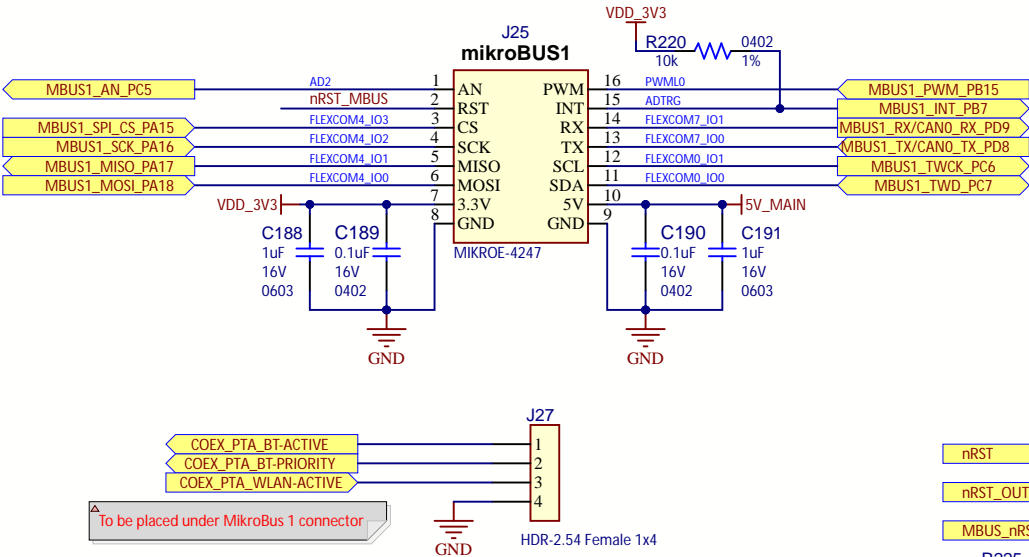 VDD_3V3
J25
mikroBUS1
R220
10k
0402
1%
MBUS1_AN_PC5 AD2 1 AN PWM 16 PWML0 MBUS1_PWM_PB15
nRST_MBUS 2 RST INT 15 ADTRG MBUS1_INT_PB7
MBUS1_SPI_CS_PA15 FLEXCOM4_IO3 3 CS RX 14 FLEXCOM7_IO1 MBUS1_RX/CAN0_RX_PD9
MBUS1_SCK_PA16 FLEXCOM4_IO2 4 SCK TX 13 FLEXCOM7_IO0 MBUS1_TX/CAN0_TX_PD8
MBUS1_MISO_PA17 FLEXCOM4_IO1 5 MISO SCL 12 FLEXCOM0_IO1 MBUS1_TWCK_PC6
MBUS1_MOSI_PA18 FLEXCOM4_IO0 6 MOSI SDA 11 FLEXCOM0_IO0 MBUS1_TWD_PC7
VDD_3V3 7 3.3V 5V 10 5V_MAIN
8 GND GND 9
MIKROE-4247
C188
1uF
16V
0603
C189
0.1uF
16V
0402
C190
0.1uF
16V
0402
C191
1uF
16V
0603
GND
GND
J27
COEX_PTA_BT-ACTIVE 1
COEX_PTA_BT-PRIORITY 2
COEX_PTA_WLAN-ACTIVE 3
4
To be placed under MikroBus 1 connector
GND
HDR-2.54 Female 1x4
nRST
nRST_OUT
MBUS_nRS